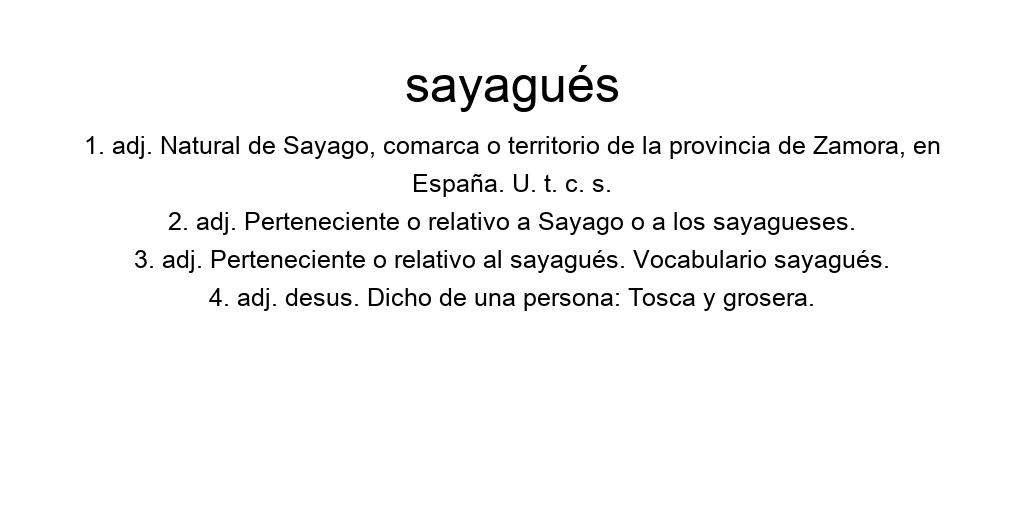 sayagués
1. adj. Natural de Sayago, comarca o territorio de la provincia de Zamora, en
España. U. t. c. s.
2. adj. Perteneciente o relativo a Sayago o a los sayagueses.
3. adj. Perteneciente o relativo al sayagués. Vocabulario sayagués.
4. adj. desus. Dicho de una persona: Tosca y grosera.